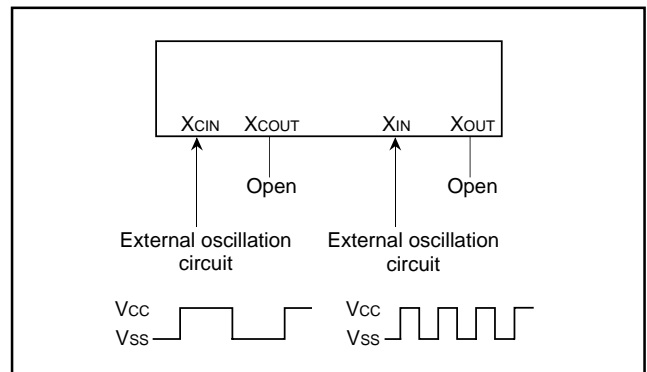 XCIN XCOUT XIN XOUT
Open Open
External oscillation circuit
External oscillation circuit
VCC
VSS
VCC
VSS